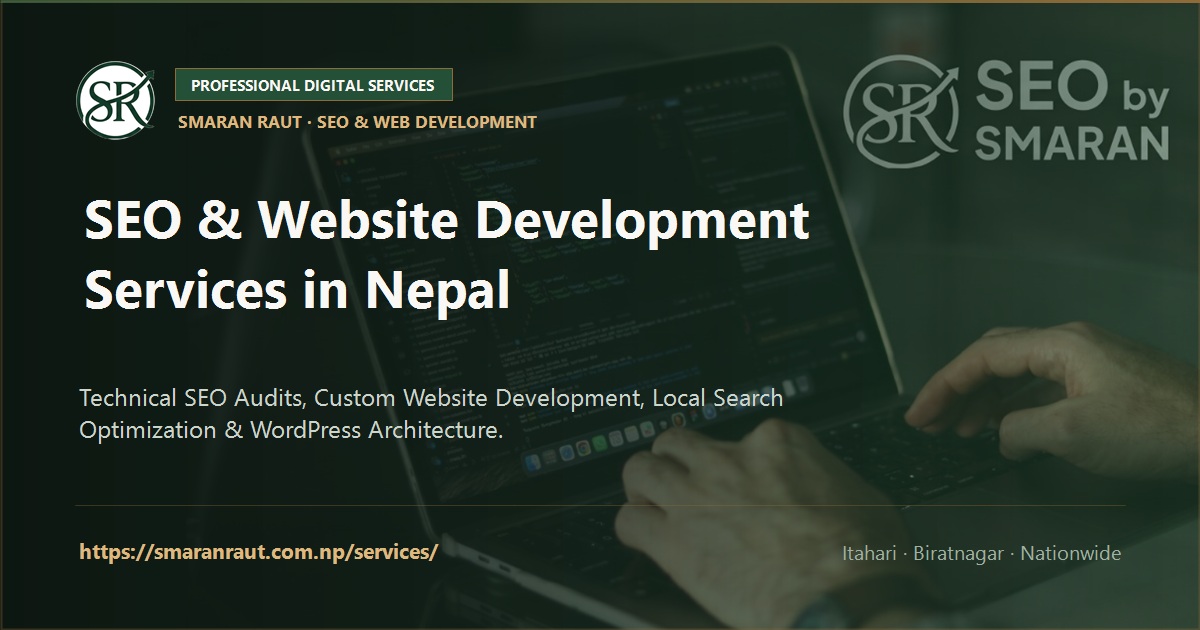 SR
PROFESSIONAL DIGITAL SERVICES
SMARAN RAUT · SEO & WEB DEVELOPMENT
SR
SEO by
SMARAN
SEO & Website Development
Services in Nepal
Technical SEO Audits, Custom Website Development, Local Search
Optimization & WordPress Architecture.
https://smaranraut.com.np/services/
Itahari · Biratnagar · Nationwide